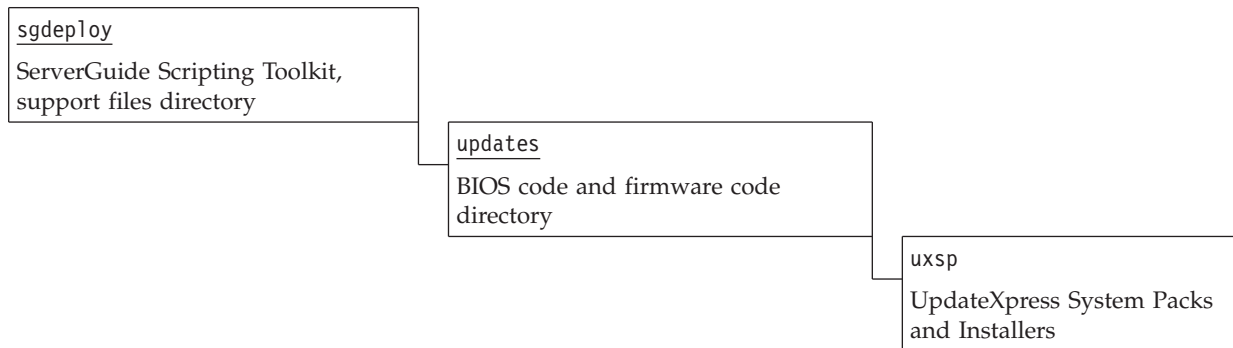 sgdeploy
ServerGuide Scripting Toolkit,
support files directory
updates
BIOS code and firmware code
directory
uxsp
UpdateXpress System Packs
and Installers